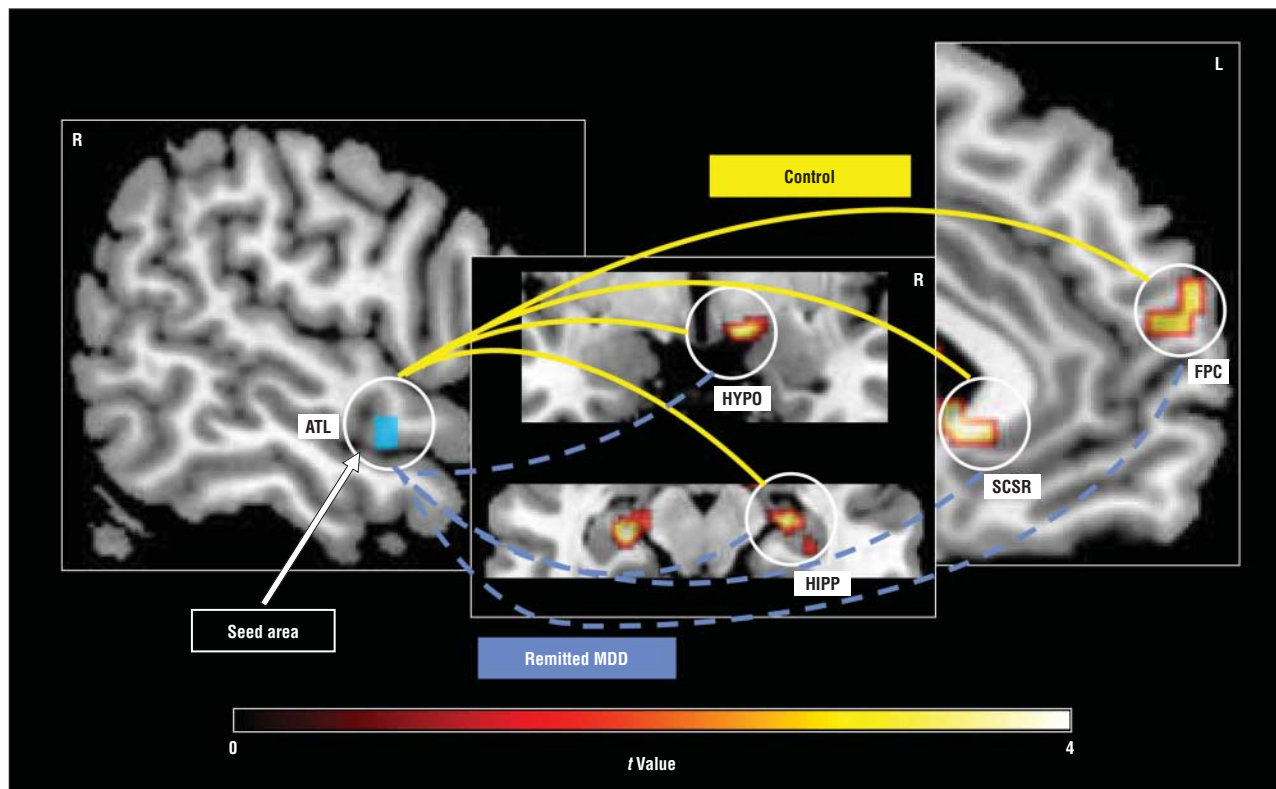 L
R
Control
R
HYPO
FPC
ATL
SCSR
HIPP
Seed area
Remitted MDD
0
4
t Value